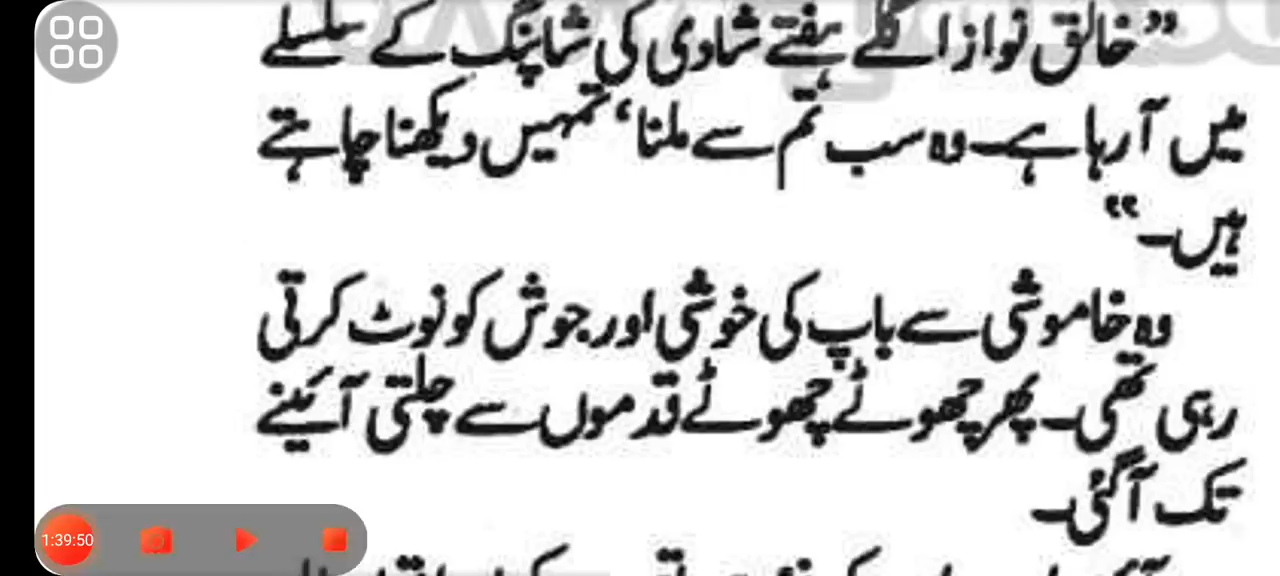 ”خالق نواز اگلے ہفتے شادی کی شاپنگ کے سلسلے
میں آرہا ہے۔ وہ سب تم سے ملنا‘ تمہیں دیکھنا چاہتے
ہیں۔“
وہ خاموشی سے باپ کی خوشی اور جوش کو نوٹ کرتی
رہی تھی۔ پھر چھوٹے چھوٹے قدموں سے چلتی آئینے
تک آگئی۔
1:39:50